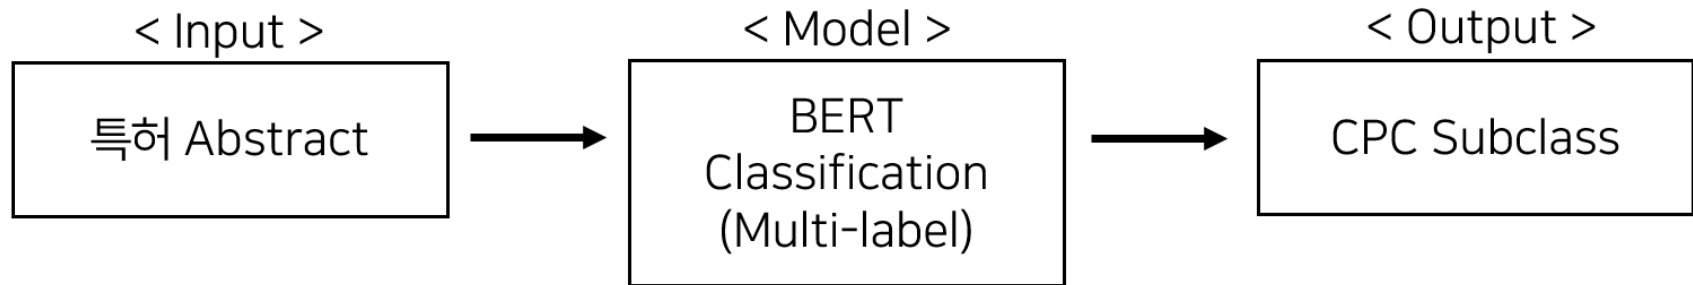 < Input >
특허 Abstract
< Model >
BERT
Classification
(Multi-label)
< Output >
CPC Subclass